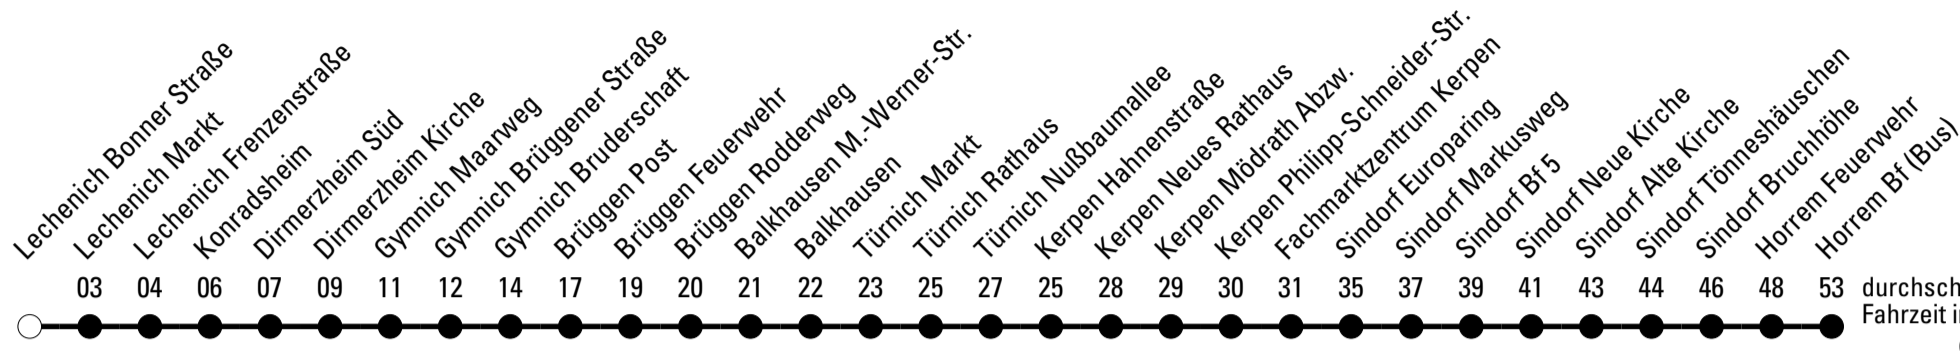 Lechenich Bonner Straße
Lechenich Markt
Lechenich Frenzenstraße
Konradsheim
Dirmerzheim Süd
Dirmerzheim Kirche
Gymnich Maarweg
Gymnich Brüggener Straße
Gymnich Bruderschaft
Brüggen Post
Brüggen Feuerwehr
Brüggen Rodderweg
Balkhausen M.-Werner-Str.
Balkhausen
Türnich Markt
Türnich Rathaus
Türnich Nußbaumallee
Kerpen Hahnenstraße
Kerpen Neues Rathaus
Kerpen Mödrath Abzw.
Kerpen Philipp-Schneider-Str.
Fachmarktzentrum Kerpen
Sindorf Europaring
Sindorf Markusweg
Sindorf Bf 5
Sindorf Neue Kirche
Sindorf Alte Kirche
Sindorf Tönneshäuschen
Sindorf Bruchhöhe
Horrem Feuerwehr
Horrem Bf (Bus)
03 04 06 07 09 11 12 14 17 19 20 21 22 23 25 27 25 28 29 30 31 35 37 39 41 43 44 46 48 53 durchsch
Fahrzeit i